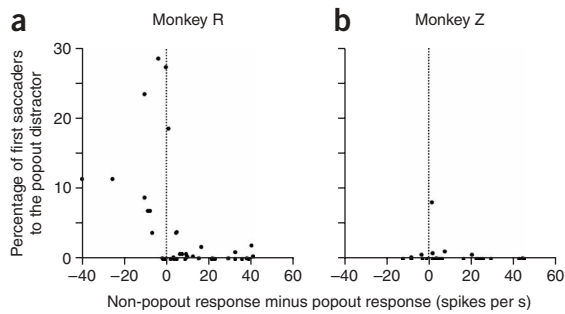 a
Monkey R
b
Monkey Z
Percentage of first saccaders
to the popout distractor
30
20
10
0
−40 −20 0 20 40 60
−40 −20 0 20 40 60
Non-popout response minus popout response (spikes per s)